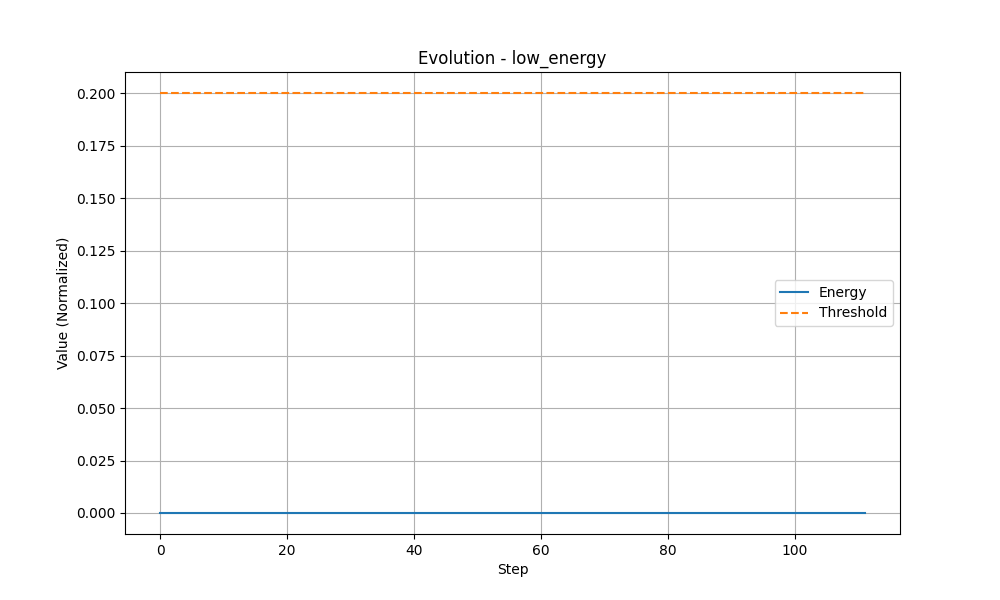 Evolution - low_energy
Value (Normalized)
0.200
0.175
0.150
0.125
0.100
0.075
0.050
0.025
0.000
Energy
Threshold
0 20 40 60 80 100
Step